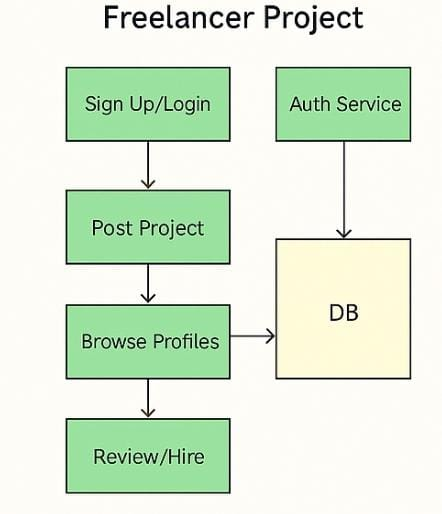 Freelancer Project
Sign Up/Login
Auth Service
Post Project
Browse Profiles
DB
Review/Hire